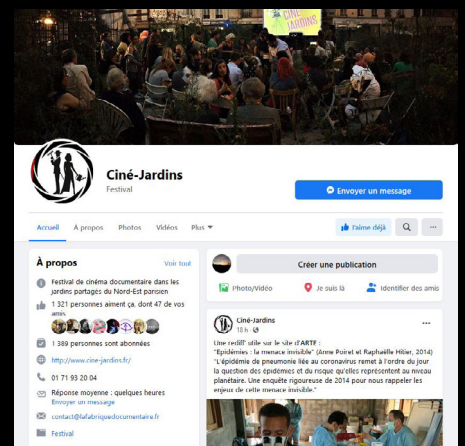 CINÉ
JARDINS
Ciné-Jardins
Festival
Envoyer un message
Accueil À propos Photos Vidéos Plus
J'aime déjà
À propos Voir tout
Festival de cinéma documentaire dans les
jardins partagés du Nord-Est parisien
1 321 personnes aiment ça, dont 47 de vos
amis
1 389 personnes sont abonnées
http://www.cine-jardins.fr/
01 71 93 20 04
Réponse moyenne : quelques heures
Envoyer un message
contact@lafabriquedocumentaire.fr
Festival
Créer une publication
Photo/Vidéo Je suis là Identifier des amis
Ciné-Jardins
18 h
Une rediff' utile sur le site d'ARTE :
"Epidémies : la menace invisible" (Anne Poiret et Raphaëlle Hitier, 2014)
"L'épidémie de pneumonie liée au coronavirus remet à l'ordre du jour
la question des épidémies et du risque qu'elles représentent au niveau
planétaire. Une enquête rigoureuse de 2014 pour nous rappeler les
enjeux de cette menace invisible."